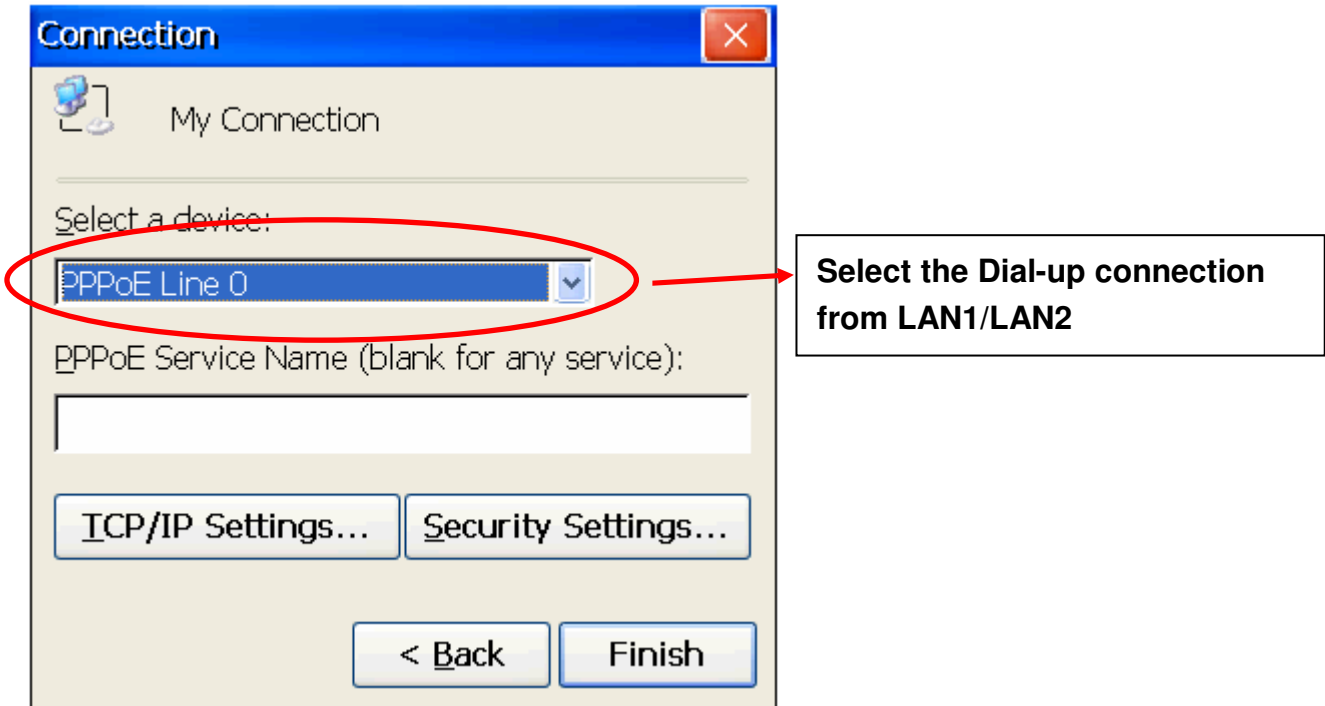 Connection
My Connection
Select a device:
PPPoE Line 0
Select the Dial-up connection
from LAN1/LAN2
PPPoE Service Name (blank for any service):
TCP/IP Settings...
Security Settings...
< Back
Finish